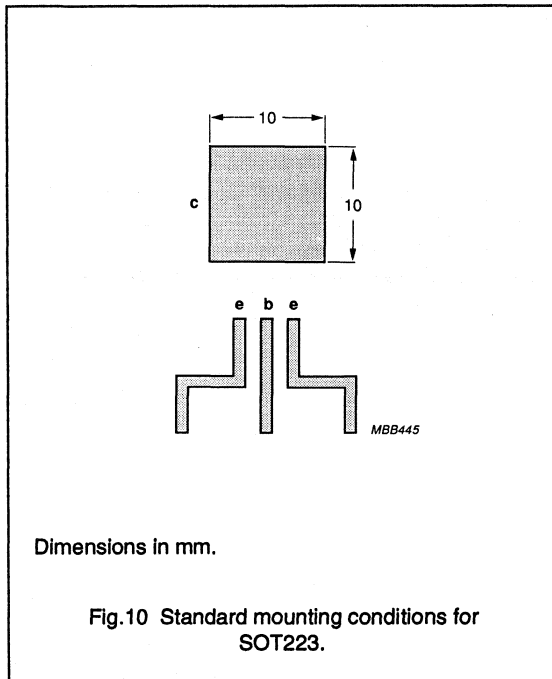 10
c
10
e b e
MBB445
Dimensions in mm.
Fig.10 Standard mounting conditions for
SOT223.